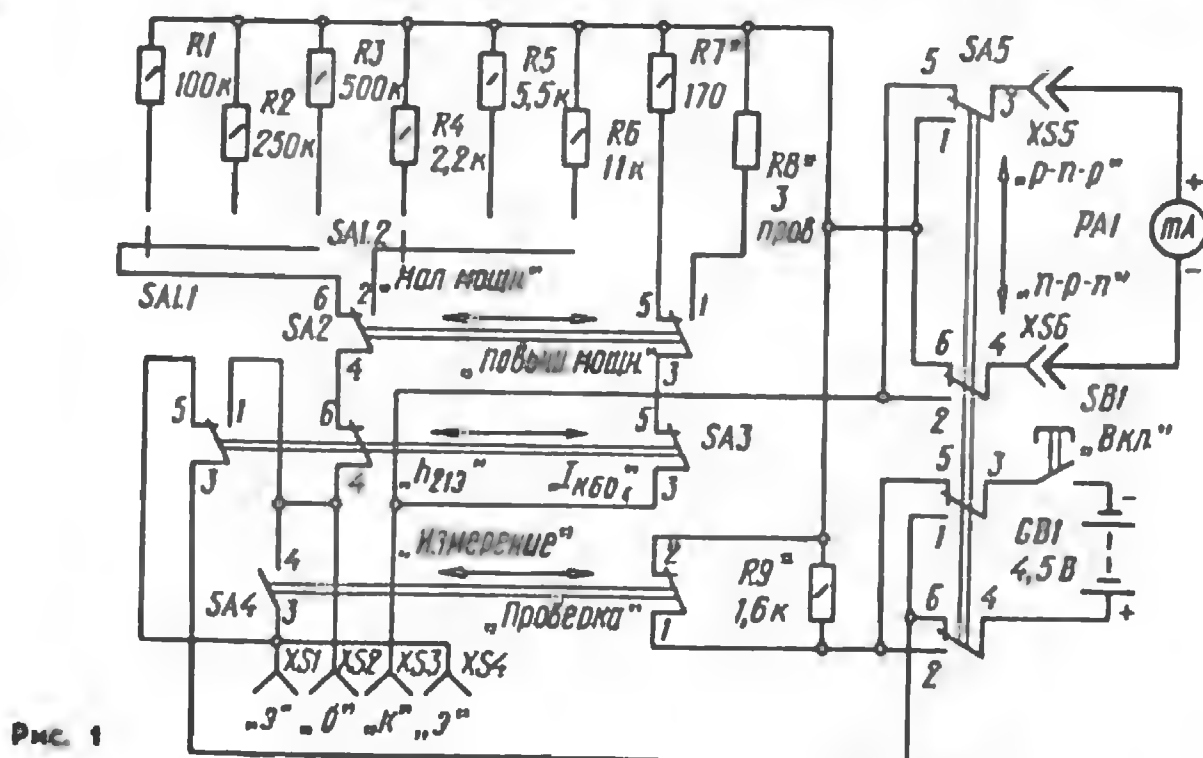 R1
100к
R2
250к
R3
500к
R4
2,2к
R5
5,5к
R6
11к
R7*
170
R8*
3
пров
SA5
5
3
1
XS5
„р-п-р"
„п-р-п"
PA1
mA
+
-
XS6
6
4
2
SB1
„Вкл."
5
3
1
GB1
4,5 В
-
+
6
4
2
SA1.2
SA1.1
„Мал мощн"
6
2
SA2
4
5
1
3
5
1
3
6
4
„h21э"
„Iкбо"
5
3
SA3
„Измерение"
„Проверка"
SA4
4
3
2
1
R9*
1,6к
XS1
XS2
XS3
XS4
„Э"
„б"
„к"
„Э"
Рис. 1